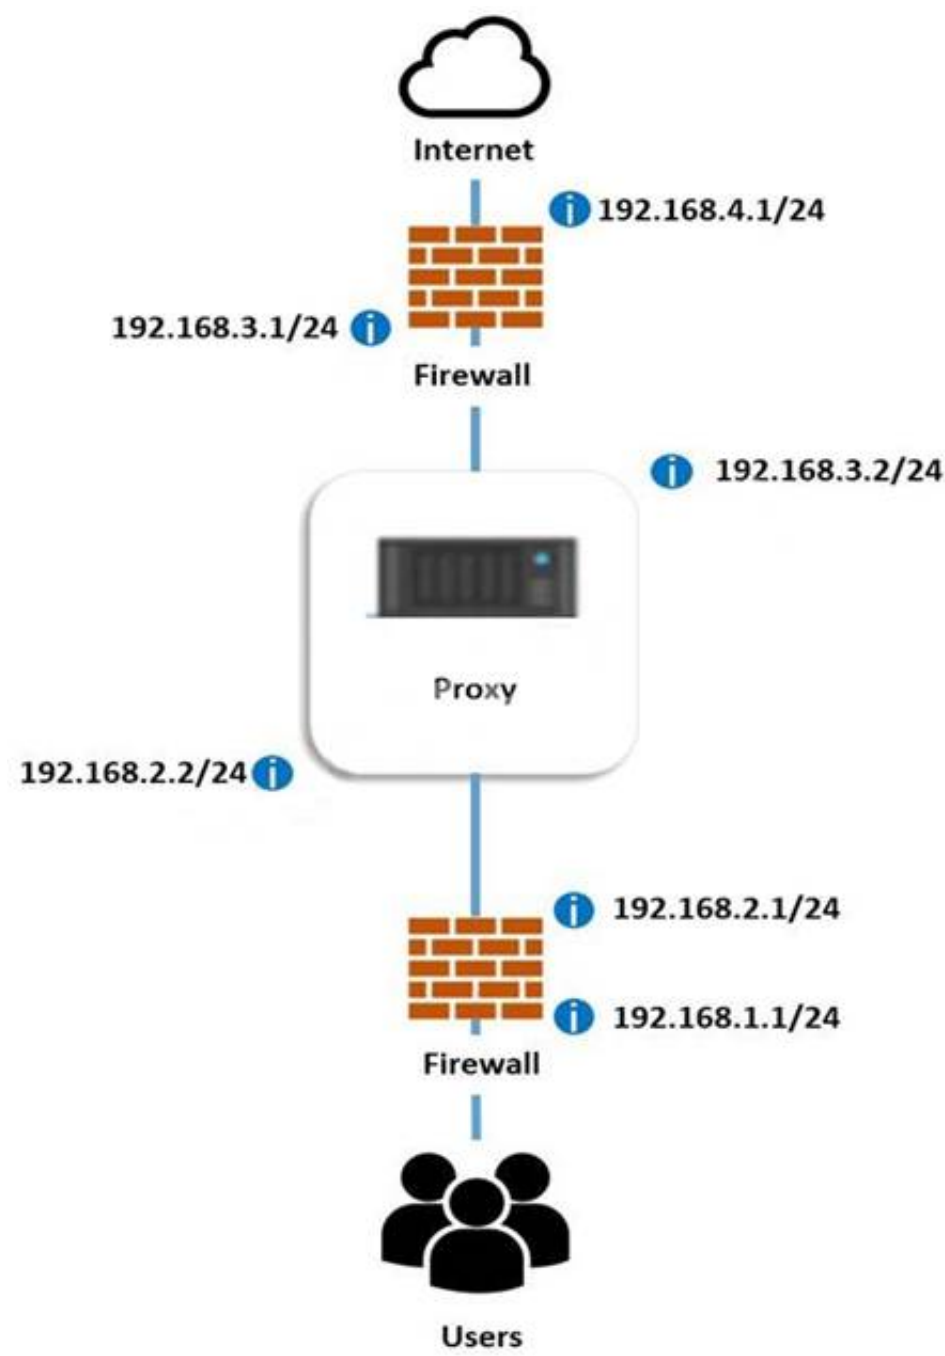 Internet
192.168.4.1/24
192.168.3.1/24
Firewall
192.168.3.2/24
Proxy
192.168.2.2/24
192.168.2.1/24
192.168.1.1/24
Firewall
Users